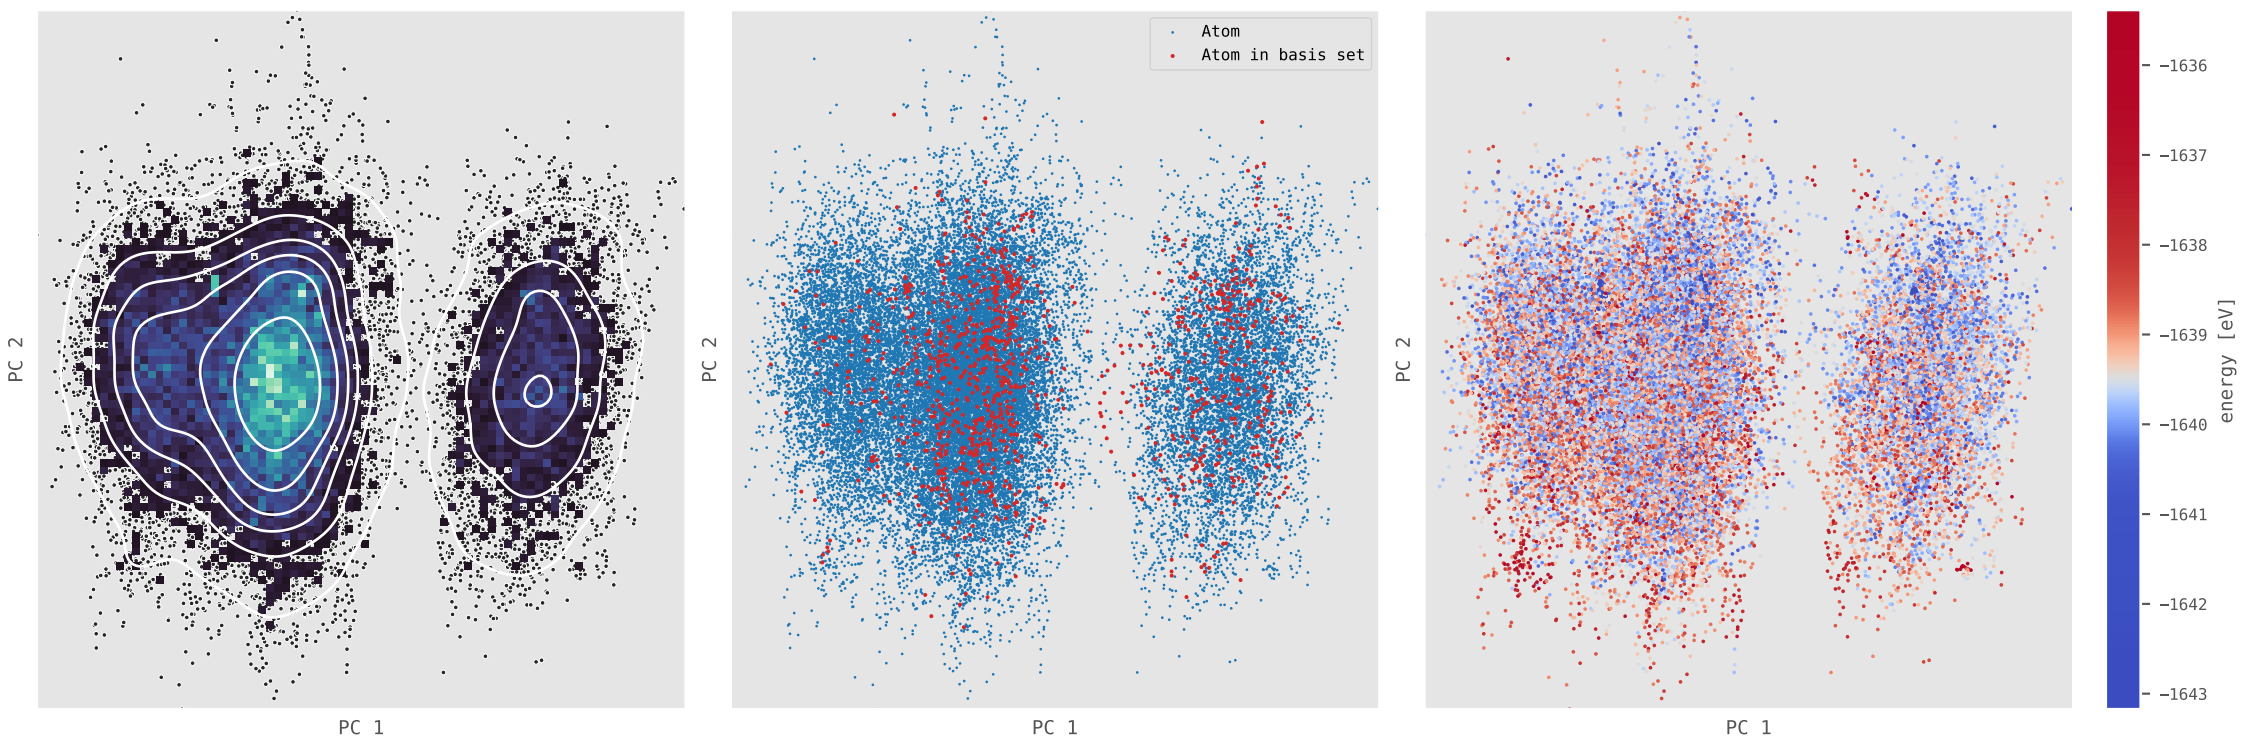 PC 2
PC 1
Atom
Atom in basis set
PC 2
PC 1
PC 2
PC 1
−1636
−1637
−1638
−1639
−1640
−1641
−1642
−1643
energy [eV]